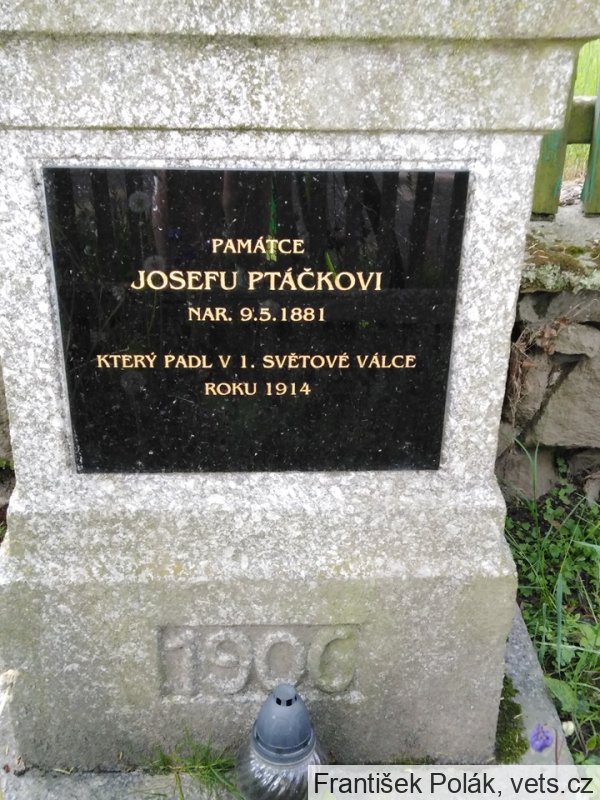 PAMÁTCE
JOSEFU PTÁČKOVI
NAR. 9.5.1881
KTERÝ PADL V 1. SVĚTOVÉ VÁLCE
ROKU 1914
1906
František Polák, vets.cz